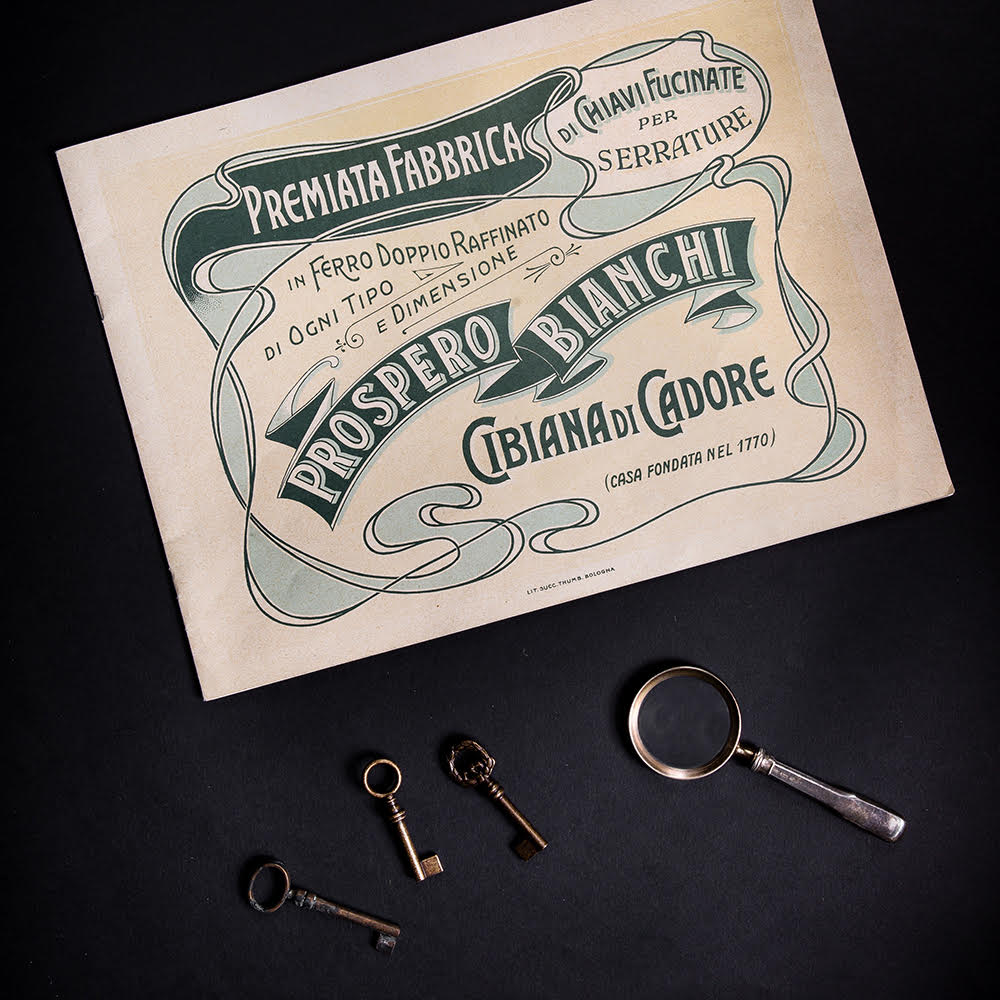 PREMIATA FABBRICA
DI CHIAVI FUCINATE
PER
SERRATURE
IN FERRO DOPPIO RAFFINATO
DI OGNI TIPO
E DIMENSIONE
PROSPERO BIANCHI
CIBIANA DI CADORE
(CASA FONDATA NEL 1770)
LIT. SUCC. THUMB. BOLOGNA